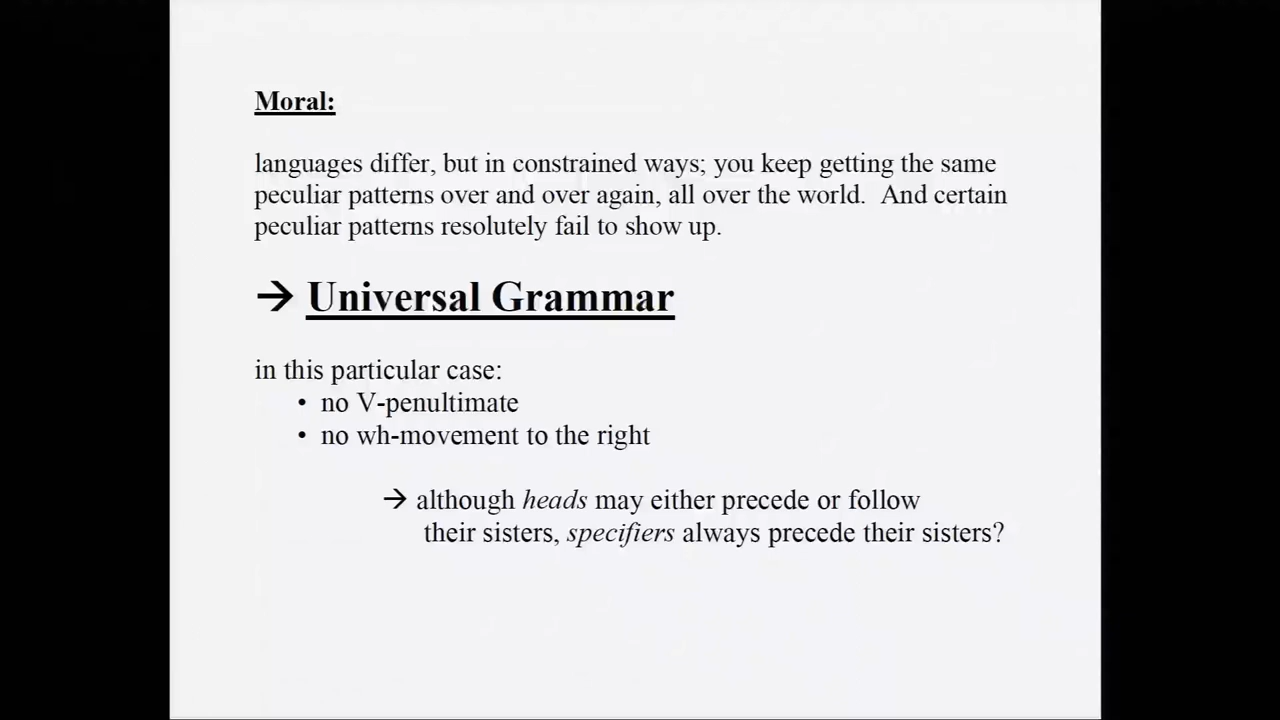 Moral:
languages differ, but in constrained ways; you keep getting the same
peculiar patterns over and over again, all over the world.  And certain
peculiar patterns resolutely fail to show up.
→ Universal Grammar
in this particular case:
• no V-penultimate
• no wh-movement to the right
→ although heads may either precede or follow
their sisters, specifiers always precede their sisters?